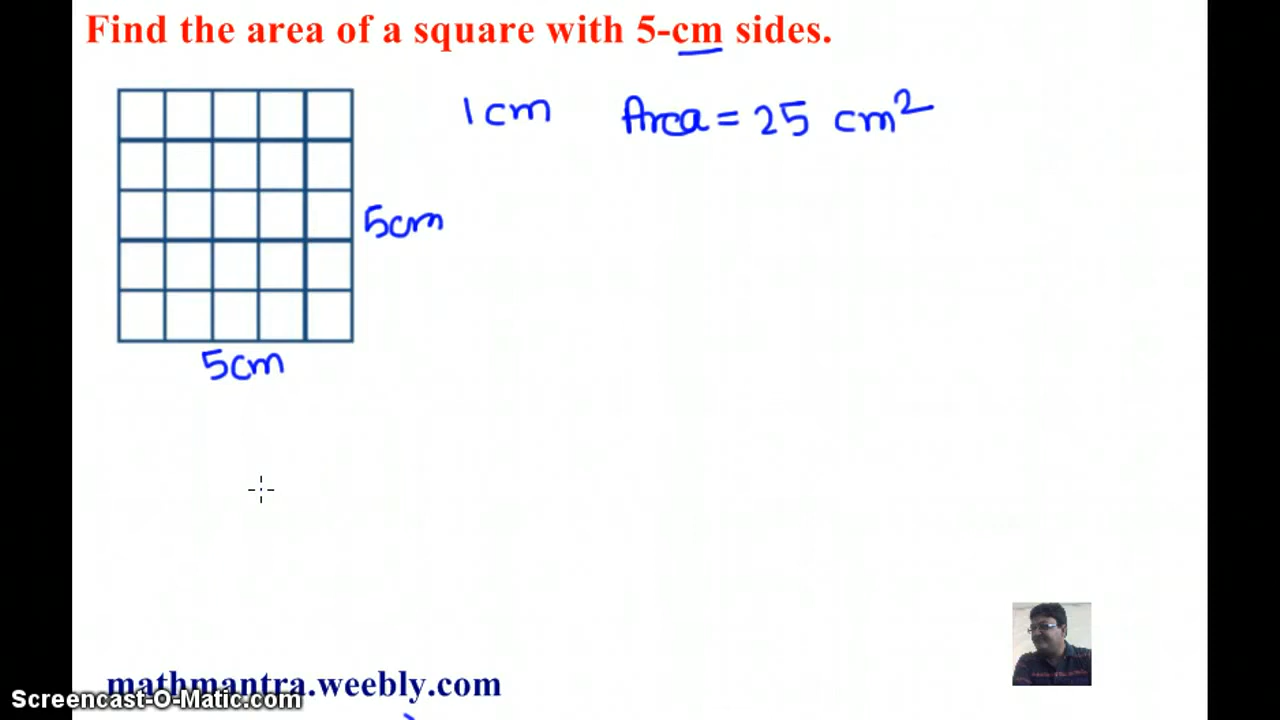 Find the area of a square with 5-cm sides.
1cm Area = 25 cm²
5cm
5cm
mathmantra.weebly.com
Screencast-O-Matic.com